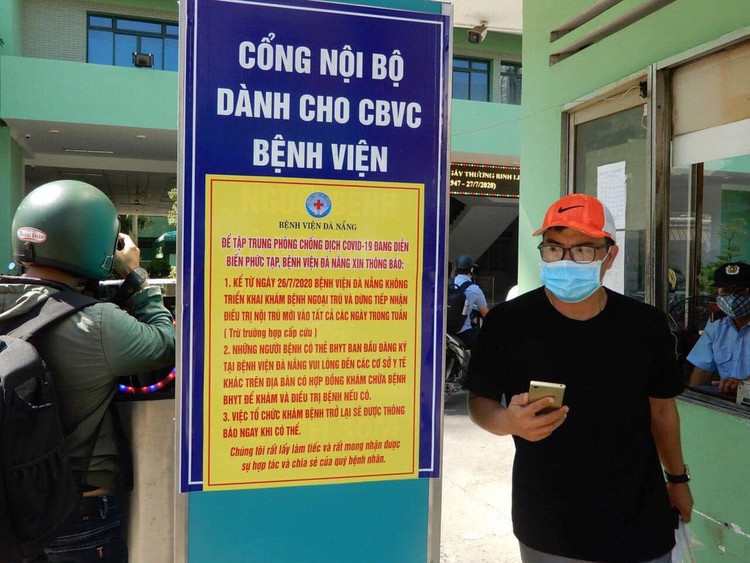 CỔNG NỘI BỘ
DÀNH CHO CBVC
BỆNH VIỆN
BỆNH VIỆN ĐÀ NẴNG
ĐỂ TẬP TRUNG PHÒNG CHỐNG DỊCH COVID-19 ĐANG DIỄN
BIẾN PHỨC TẠP, BỆNH VIỆN ĐÀ NẴNG XIN THÔNG BÁO:
1. KỂ TỪ NGÀY 26/7/2020 BỆNH VIỆN ĐÀ NẴNG KHÔNG
TRIỂN KHAI KHÁM BỆNH NGOẠI TRÚ VÀ DỪNG TIẾP NHẬN
ĐIỀU TRỊ NỘI TRÚ MỚI VÀO TẤT CẢ CÁC NGÀY TRONG TUẦN
( Trừ trường hợp cấp cứu )
2. NHỮNG NGƯỜI BỆNH CÓ THẺ BHYT BAN ĐẦU ĐĂNG KÝ
TẠI BỆNH VIỆN ĐÀ NẴNG VUI LÒNG ĐẾN CÁC CƠ SỞ Y TẾ
KHÁC TRÊN ĐỊA BÀN CÓ HỢP ĐỒNG KHÁM CHỮA BỆNH
BHYT ĐỂ KHÁM VÀ ĐIỀU TRỊ BỆNH NẾU CÓ.
3. VIỆC TỔ CHỨC KHÁM BỆNH TRỞ LẠI SẼ ĐƯỢC THÔNG
BÁO NGAY KHI CÓ THỂ.
Chúng tôi rất lấy làm tiếc và rất mong nhận được
sự hợp tác và chia sẻ của quý bệnh nhân.
GÀY THƯƠNG BINH L
947 - 27/7/2020)